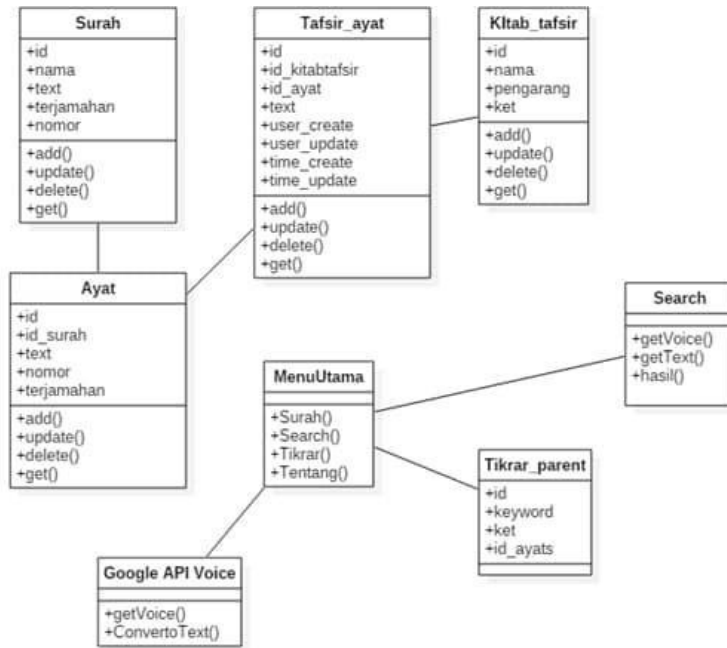 Surah
+id
+nama
+text
+terjamahan
+nomor
+add()
+update()
+delete()
+get()
Tafsir_ayat
+id
+id_kitabtafsir
+id_ayat
+text
+user_create
+user_update
+time_create
+time_update
+add()
+update()
+delete()
+get()
KItab_tafsir
+id
+nama
+pengarang
+ket
+add()
+update()
+delete()
+get()
Ayat
+id
+id_surah
+text
+nomor
+terjamahan
+add()
+update()
+delete()
+get()
MenuUtama
+Surah()
+Search()
+Tikrar()
+Tentang()
Search
+getVoice()
+getText()
+hasil()
Tikrar_parent
+id
+keyword
+ket
+id_ayats
Google API Voice
+getVoice()
+ConvertoText()